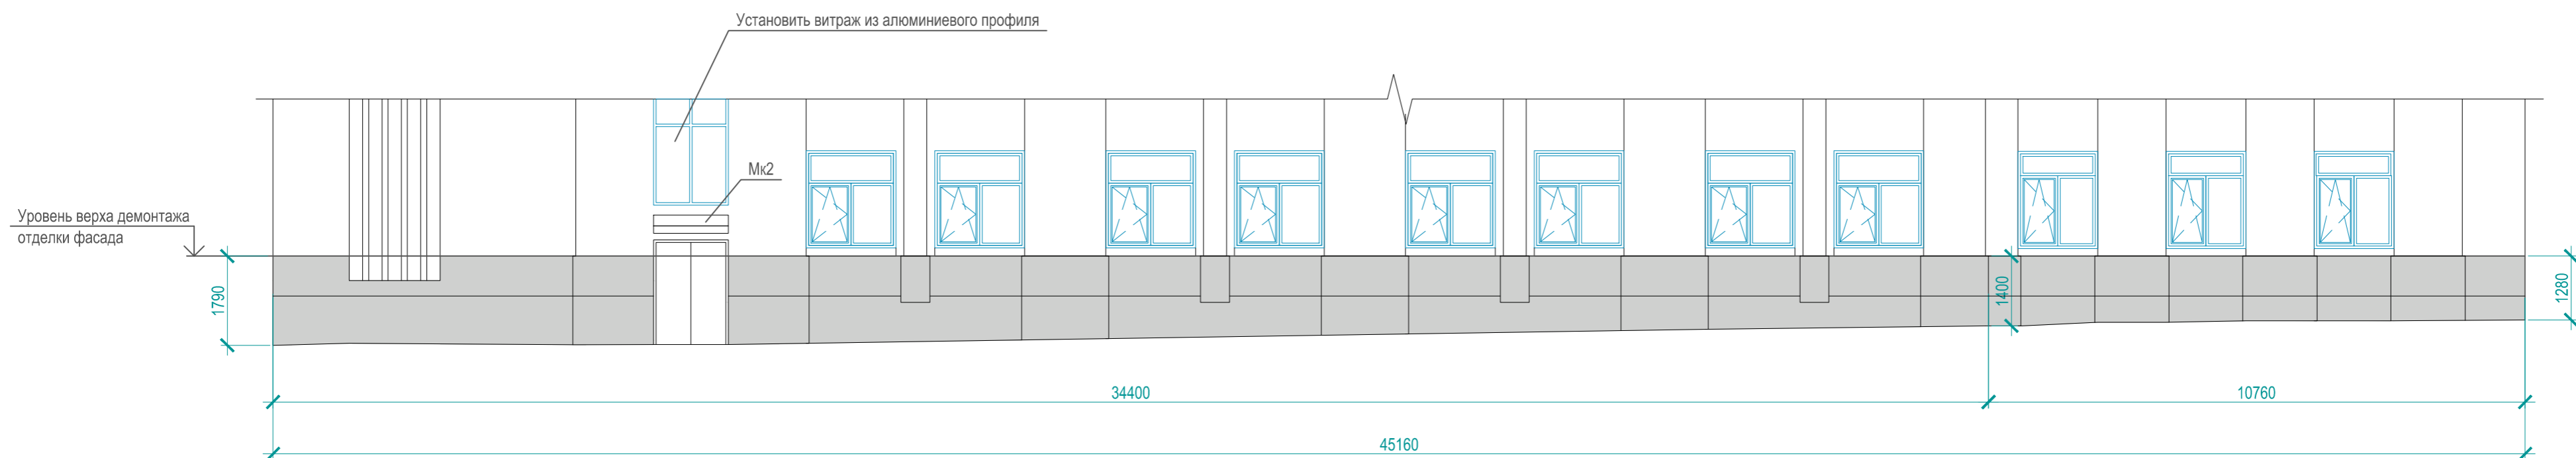 Установить витраж из алюминиевого профиля
Мк2
Уровень верха демонтажа
отделки фасада
1790
1400
1280
34400
10760
45160